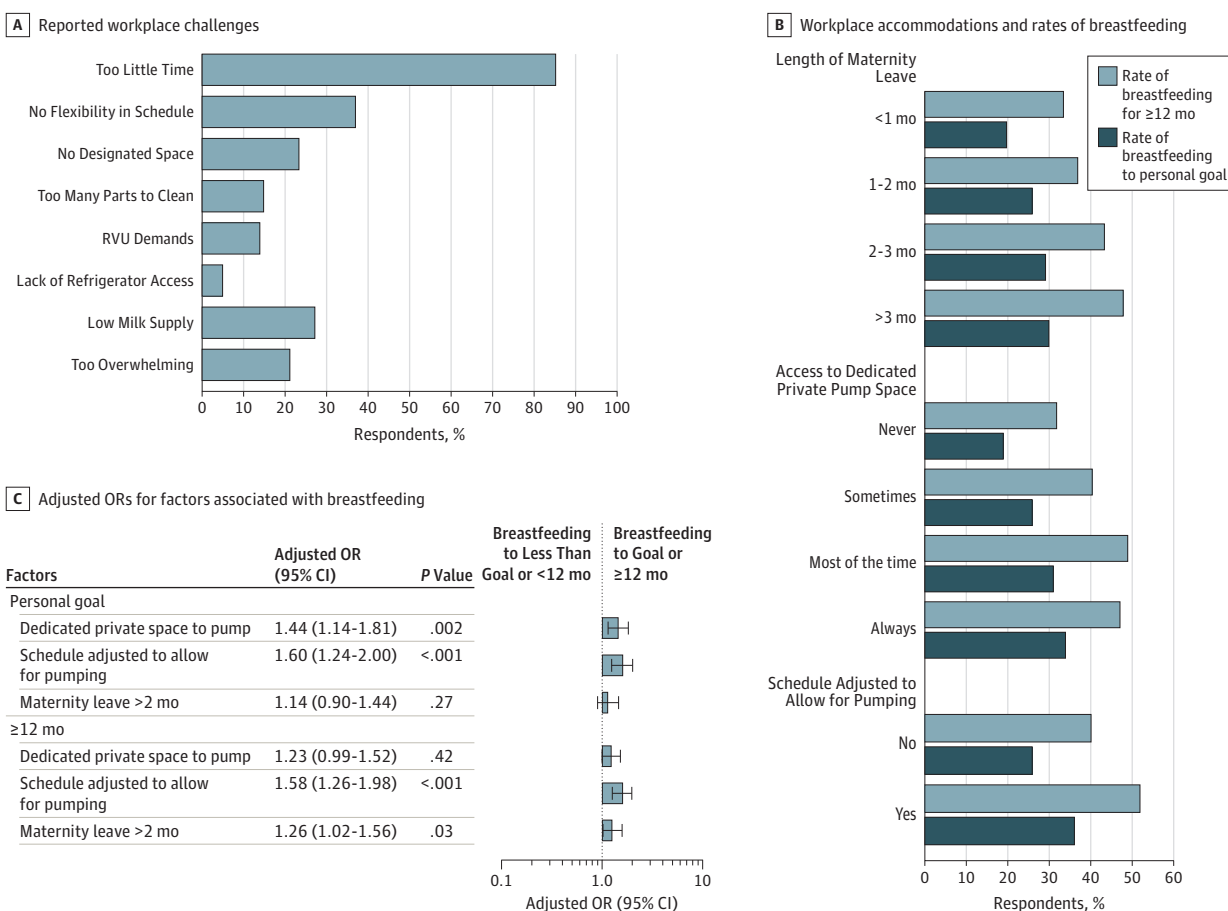 A Reported workplace challenges
Too Little Time
No Flexibility in Schedule
No Designated Space
Too Many Parts to Clean
RVU Demands
Lack of Refrigerator Access
Low Milk Supply
Too Overwhelming
0 10 20 30 40 50 60 70 80 90 100
Respondents, %
B Workplace accommodations and rates of breastfeeding
Length of Maternity
Leave
<1 mo
1-2 mo
2-3 mo
>3 mo
Access to Dedicated
Private Pump Space
Never
Sometimes
Most of the time
Always
Schedule Adjusted to
Allow for Pumping
No
Yes
0 10 20 30 40 50 60
Respondents, %
Rate of
breastfeeding
for ≥12 mo
Rate of
breastfeeding
to personal goal
C Adjusted ORs for factors associated with breastfeeding
Factors
Adjusted OR
(95% CI)
P Value
Breastfeeding
to Less Than
Goal or <12 mo
Breastfeeding
to Goal or
≥12 mo
Personal goal
Dedicated private space to pump 1.44 (1.14-1.81) .002
Schedule adjusted to allow 1.60 (1.24-2.00) <.001
for pumping
Maternity leave >2 mo 1.14 (0.90-1.44) .27
≥12 mo
Dedicated private space to pump 1.23 (0.99-1.52) .42
Schedule adjusted to allow 1.58 (1.26-1.98) <.001
for pumping
Maternity leave >2 mo 1.26 (1.02-1.56) .03
0.1 1.0 10
Adjusted OR (95% CI)